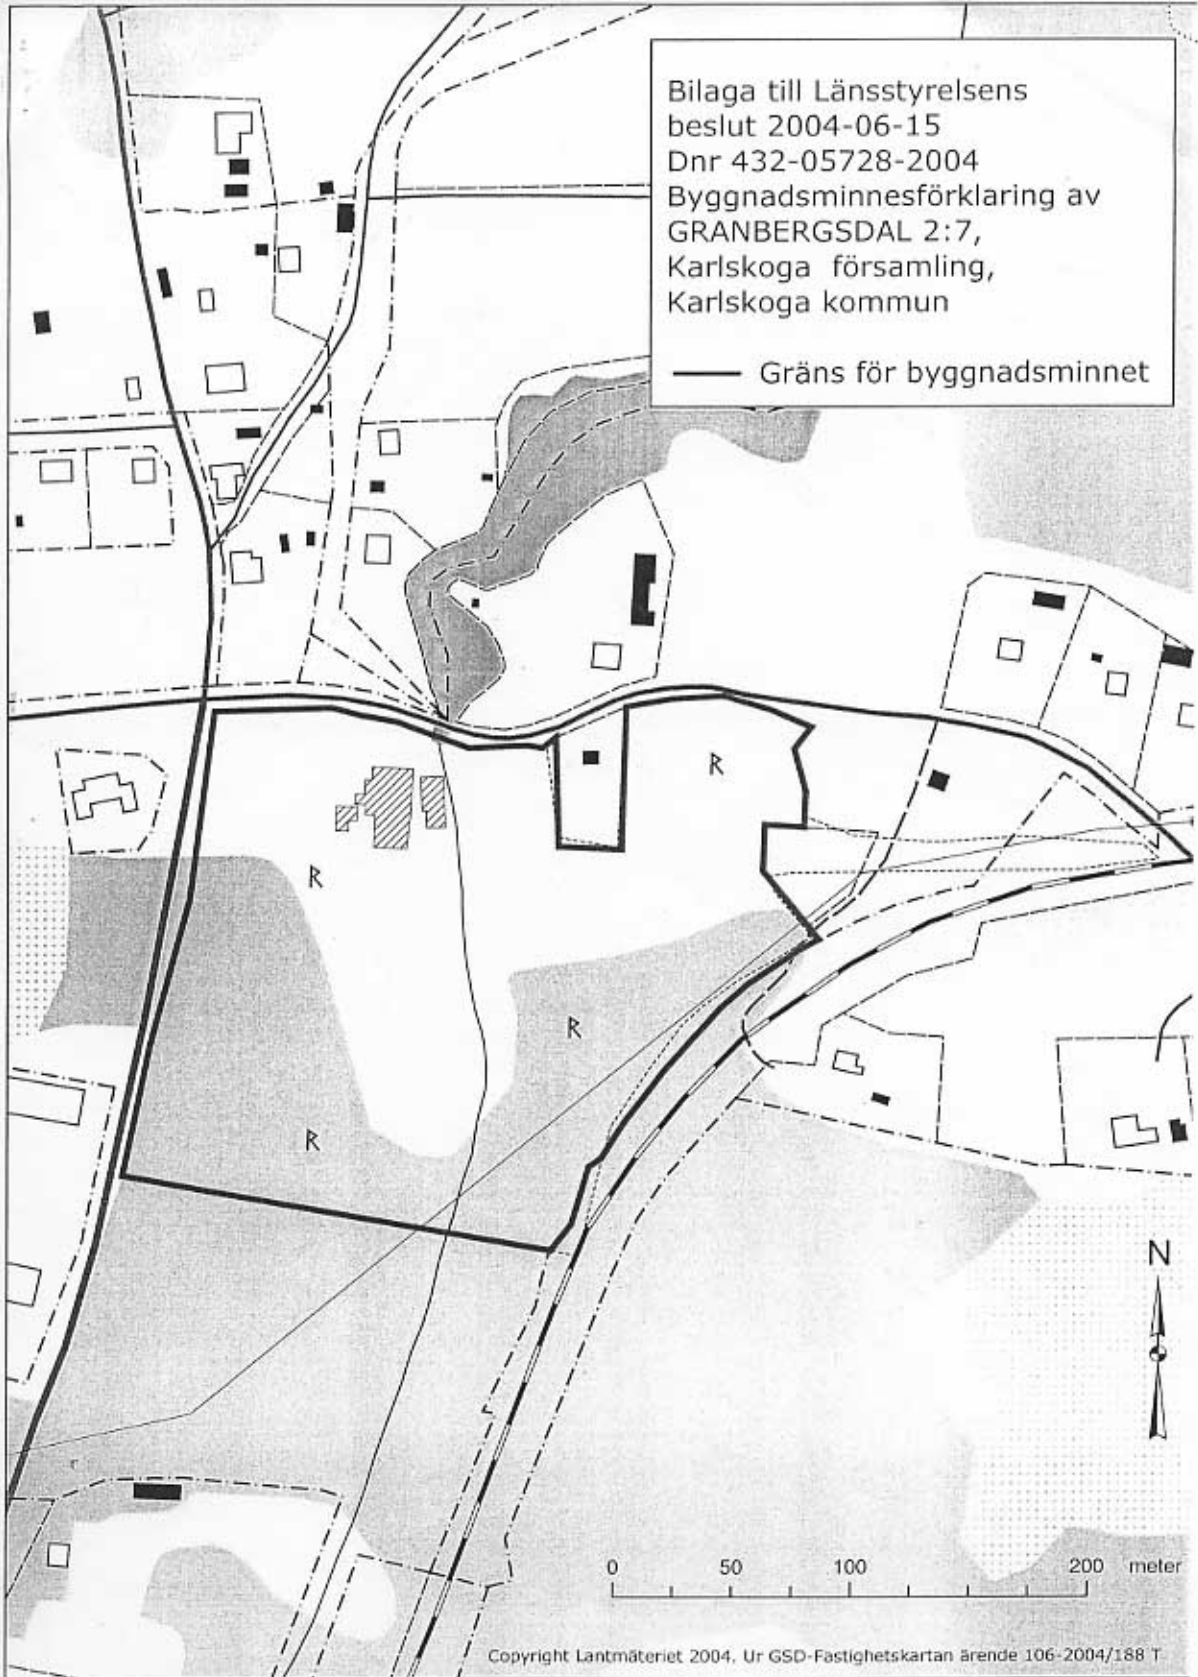 Bilaga till Länsstyrelsens
beslut 2004-06-15
Dnr 432-05728-2004
Byggnadsminnesförklaring av
GRANBERGSDAL 2:7,
Karlskoga församling,
Karlskoga kommun
Gräns för byggnadsminnet
R
R
R
R
N
0 50 100 200 meter
Copyright Lantmäteriet 2004. Ur GSD-Fastighetskartan ärende 106-2004/188 T